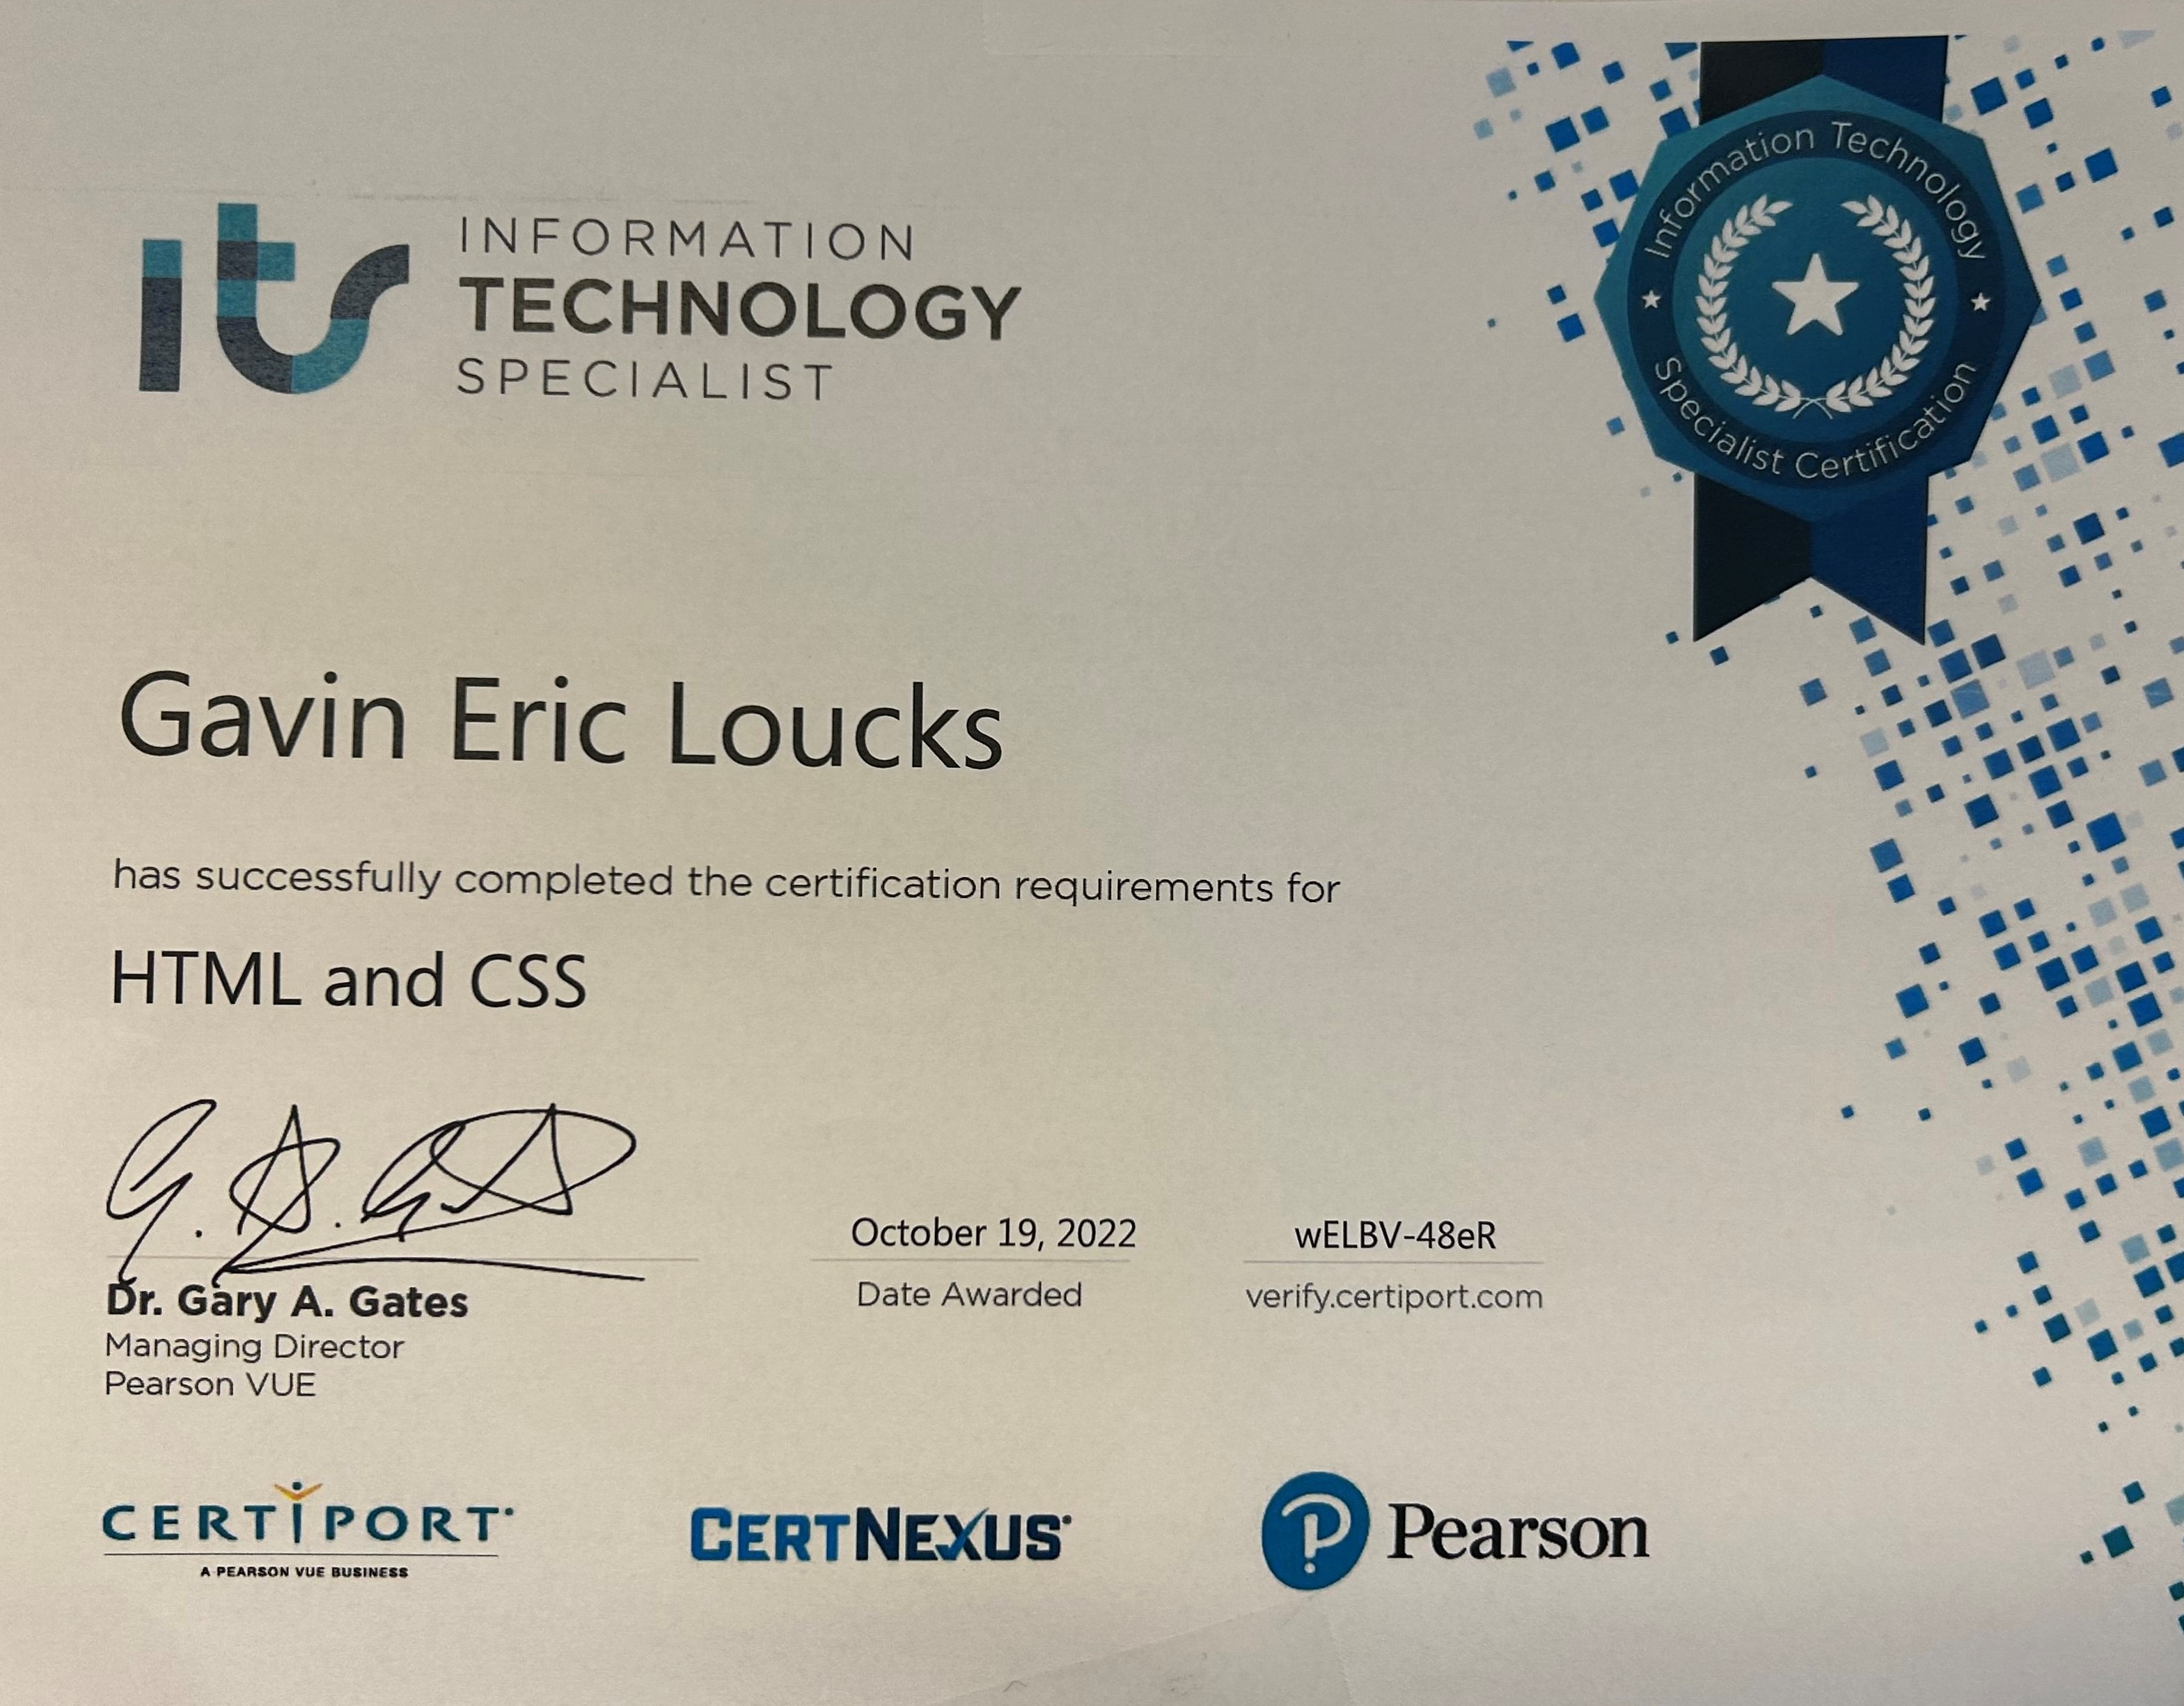 its
INFORMATION
TECHNOLOGY
SPECIALIST
Information Technology
Specialist Certification
Gavin Eric Loucks
has successfully completed the certification requirements for
HTML and CSS
G. A. Gates
Dr. Gary A. Gates
Managing Director
Pearson VUE
October 19, 2022
Date Awarded
wELBV-48eR
verify.certiport.com
CERTIPORT
A PEARSON VUE BUSINESS
CERTNEXUS
P Pearson